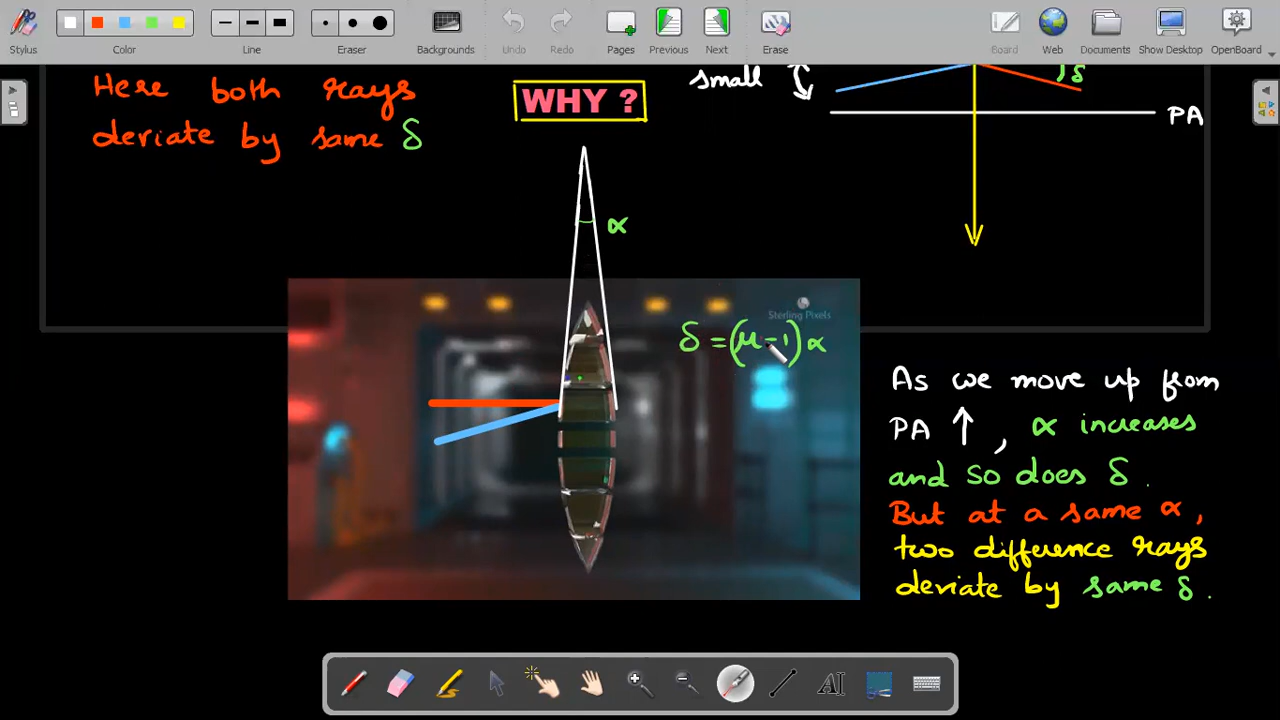 Stylus
Color
Line
Eraser
Backgrounds
Undo
Redo
Pages
Previous
Next
Erase
Board
Web
Documents
Show Desktop
OpenBoard
Here both rays
deviate by same δ
WHY ?
small
δ
PA
α
Sterling Pixels
δ = (μ-1) α
As we move up from
PA ↑ , α increases
and so does δ .
But at a same α ,
two difference rays
deviate by same δ .
AI